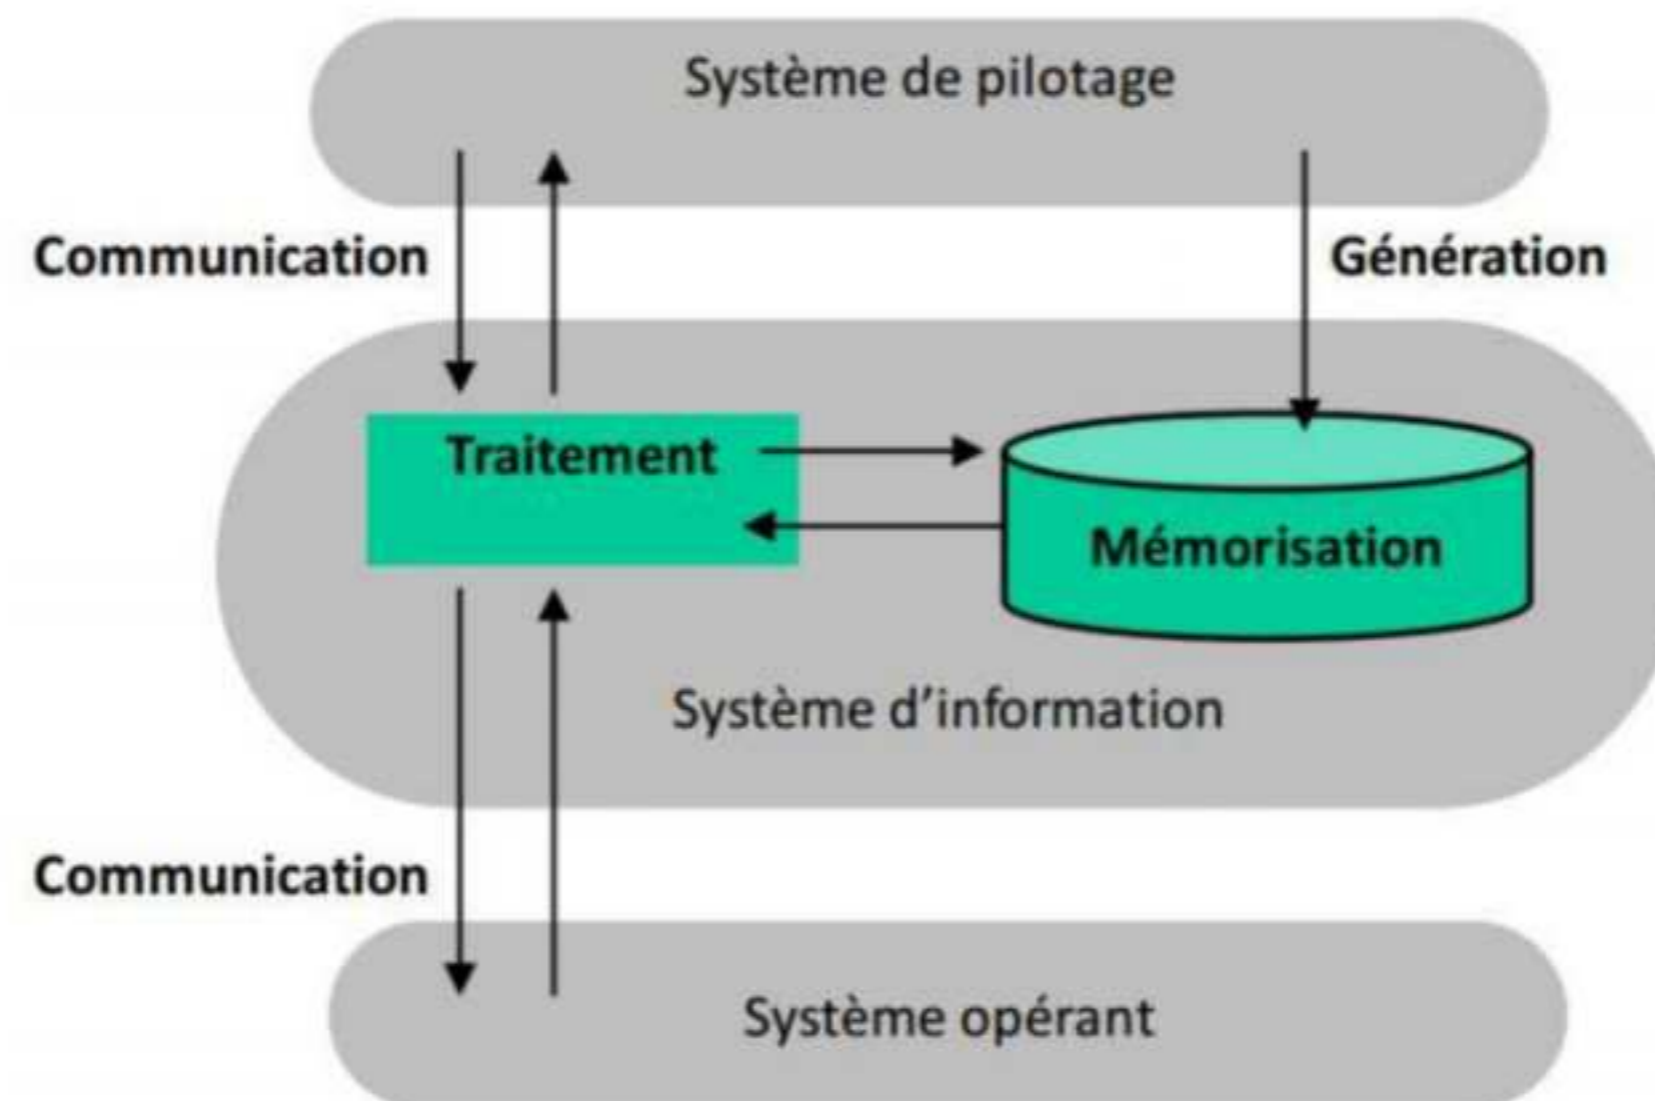 Système de pilotage
Communication
Génération
Traitement
Mémorisation
Système d’information
Communication
Système opérant